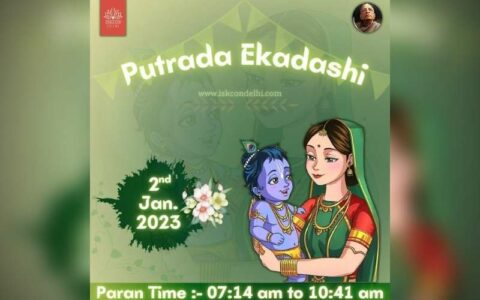 Putrada Ekadashi
www.iskcondelhi.com
2nd
Jan.
2023
Paran Time :- 07:14 am to 10:41 am